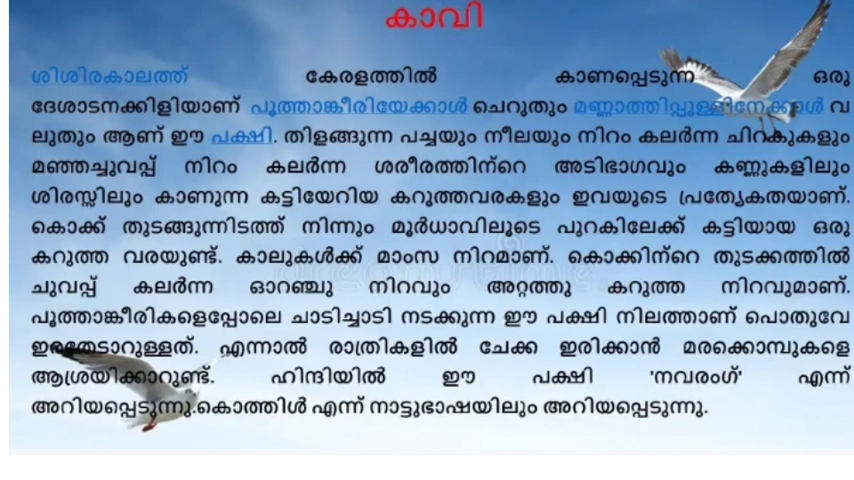 കാവി
ശിശിരകാലത്ത് കേരളത്തിൽ കാണപ്പെടുന്ന ഒരു
ദേശാടനക്കിളിയാണ് പൂത്താങ്കീരിയേക്കാൾ ചെറുതും മണ്ണാത്തിപ്പുള്ളിനേക്കാൾ വ
ലുതും ആണ് ഈ പക്ഷി. തിളങ്ങുന്ന പച്ചയും നീലയും നിറം കലർന്ന ചിറകുകളും
മഞ്ഞച്ചുവപ്പ് നിറം കലർന്ന ശരീരത്തിന്റെ അടിഭാഗവും കണ്ണുകളിലും
ശിരസ്സിലും കാണുന്ന കട്ടിയേറിയ കറുത്തവരകളും ഇവയുടെ പ്രത്യേകതയാണ്.
കൊക്ക് തുടങ്ങുന്നിടത്ത് നിന്നും മൂർധാവിലൂടെ പുറകിലേക്ക് കട്ടിയായ ഒരു
കറുത്ത വരയുണ്ട്. കാലുകൾക്ക് മാംസ നിറമാണ്. കൊക്കിന്റെ തുടക്കത്തിൽ
ചുവപ്പ് കലർന്ന ഓറഞ്ചു നിറവും അറ്റത്തു കറുത്ത നിറവുമാണ്.
പൂത്താങ്കീരികളെപ്പോലെ ചാടിച്ചാടി നടക്കുന്ന ഈ പക്ഷി നിലത്താണ് പൊതുവേ
ഇരതേടാറുള്ളത്. എന്നാൽ രാത്രികളിൽ ചേക്ക ഇരിക്കാൻ മരക്കൊമ്പുകളെ
ആശ്രയിക്കാറുണ്ട്. ഹിന്ദിയിൽ ഈ പക്ഷി 'നവരംഗ്' എന്ന്
അറിയപ്പെടുന്നു.കൊത്തിൾ എന്ന് നാട്ടുഭാഷയിലും അറിയപ്പെടുന്നു.